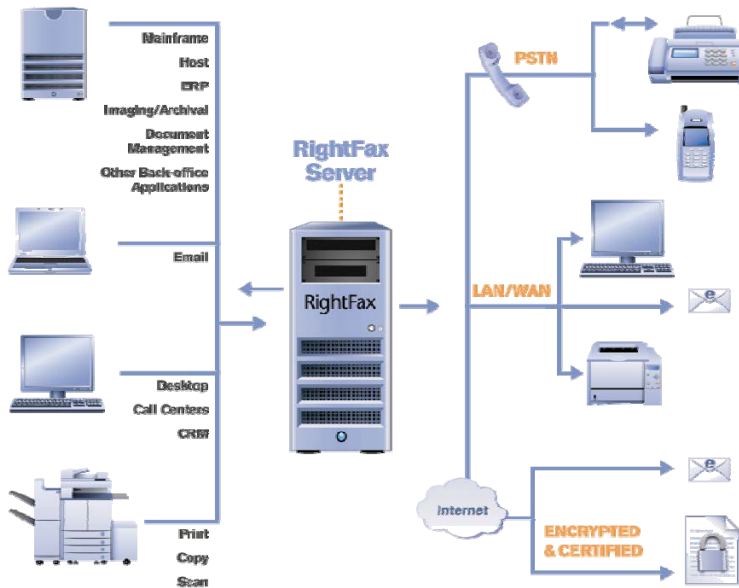 Mainframe
Host
ERP
Imaging/Archival
Document
Management
Other Back-office
Applications
Email
Desktop
Call Centers
CRM
Print
Copy
Scan
RightFax
Server
RightFax
PSTN
LAN/WAN
e
Internet
e
ENCRYPTED
& CERTIFIED